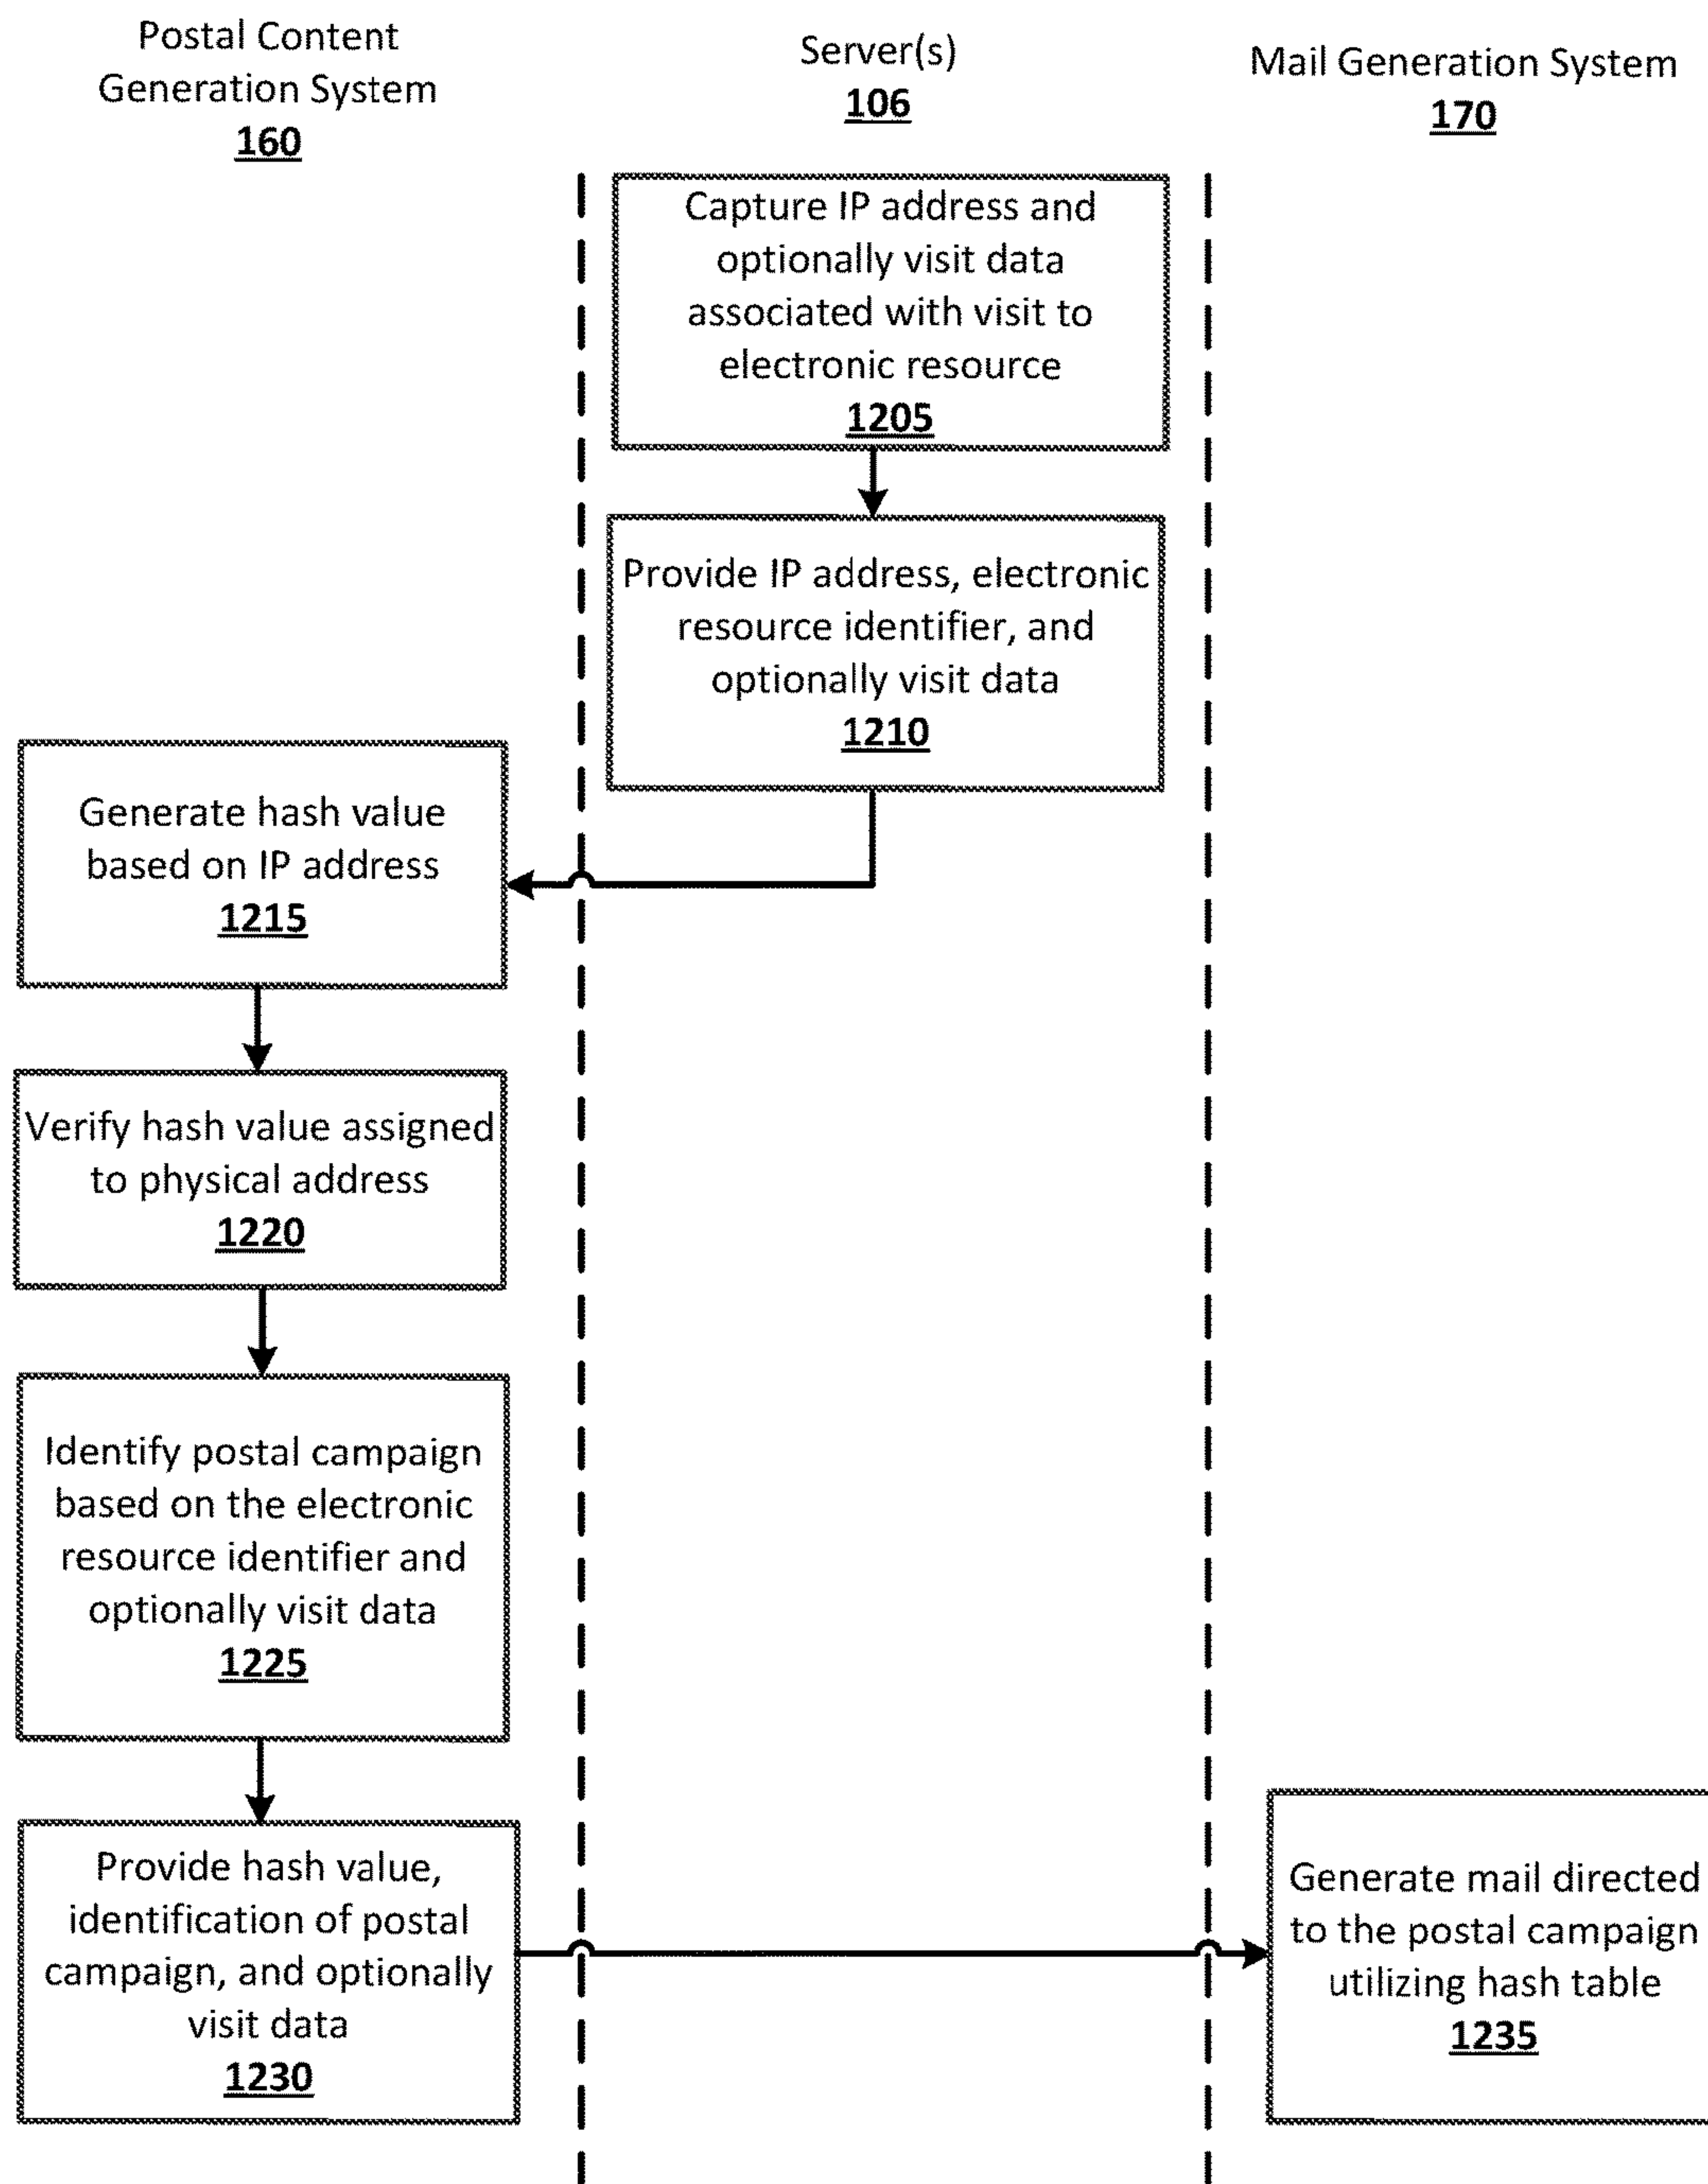 Postal Content
Generation System
160
Server(s)
106
Mail Generation System
170
Capture IP address and
optionally visit data
associated with visit to
electronic resource
1205
Provide IP address, electronic
resource identifier, and
optionally visit data
1210
Generate hash value
based on IP address
1215
Verify hash value assigned
to physical address
1220
Identify postal campaign
based on the electronic
resource identifier and
optionally visit data
1225
Provide hash value,
identification of postal
campaign, and optionally
visit data
1230
Generate mail directed
to the postal campaign
utilizing hash table
1235